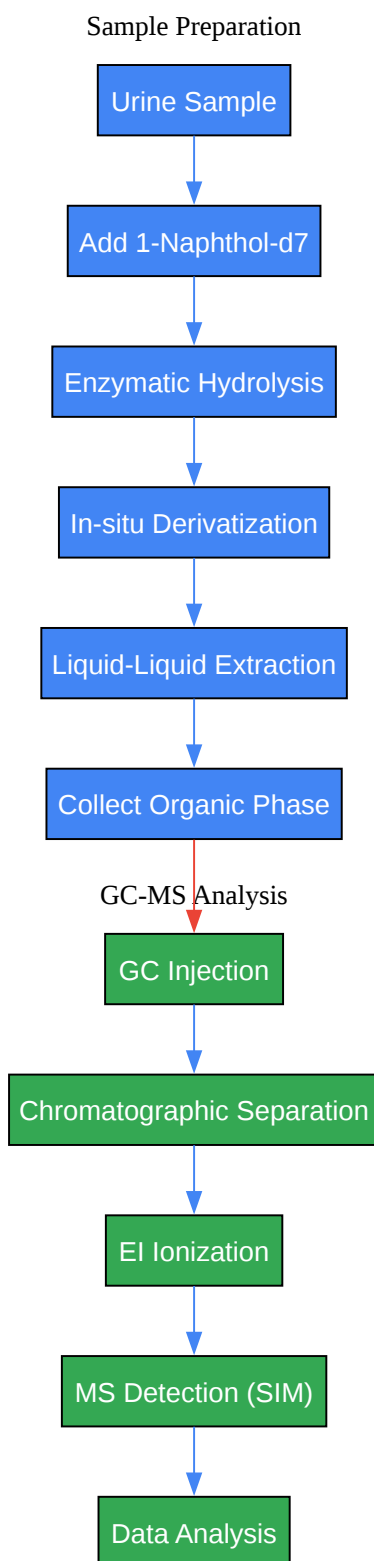 Sample Preparation
Urine Sample
Add 1-Naphthol-d7
Enzymatic Hydrolysis
In-situ Derivatization
Liquid-Liquid Extraction
Collect Organic Phase
GC-MS Analysis
GC Injection
Chromatographic Separation
EI Ionization
MS Detection (SIM)
Data Analysis